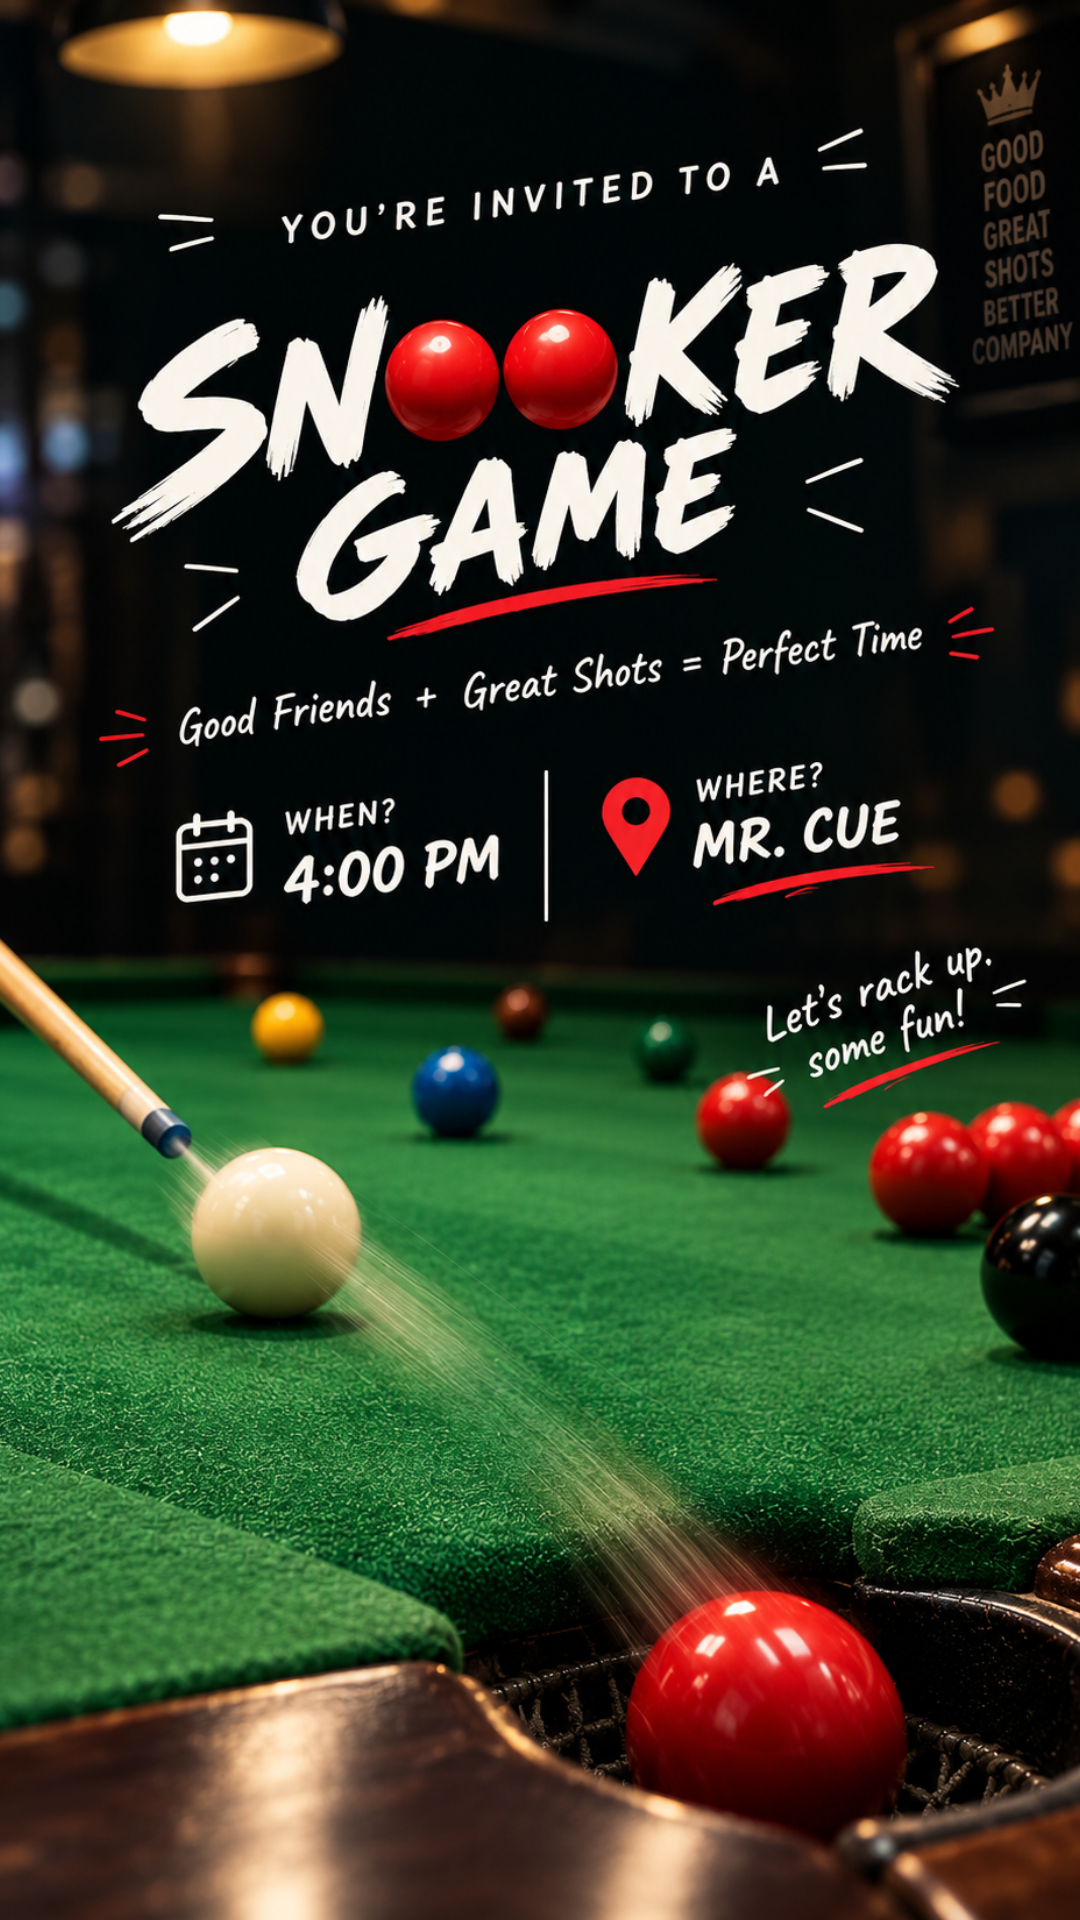 YOU'RE INVITED TO A
SNOOKER
GAME
Good Friends + Great Shots = Perfect Time
WHEN?
4:00 PM
WHERE?
MR. CUE
Let's rack up.
some fun!
GOOD
FOOD
GREAT
SHOTS
BETTER
COMPANY